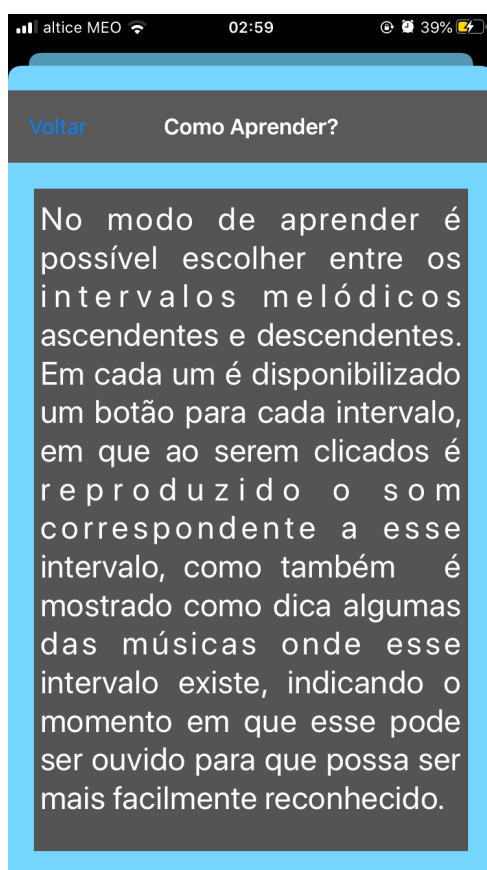 altice MEO 02:59 39%
Voltar Como Aprender?
No modo de aprender é
possível escolher entre os
intervalos melódicos
ascendentes e descendentes.
Em cada um é disponibilizado
um botão para cada intervalo,
em que ao serem clicados é
reproduzido o som
correspondente a esse
intervalo, como também é
mostrado como dica algumas
das músicas onde esse
intervalo existe, indicando o
momento em que esse pode
ser ouvido para que possa ser
mais facilmente reconhecido.